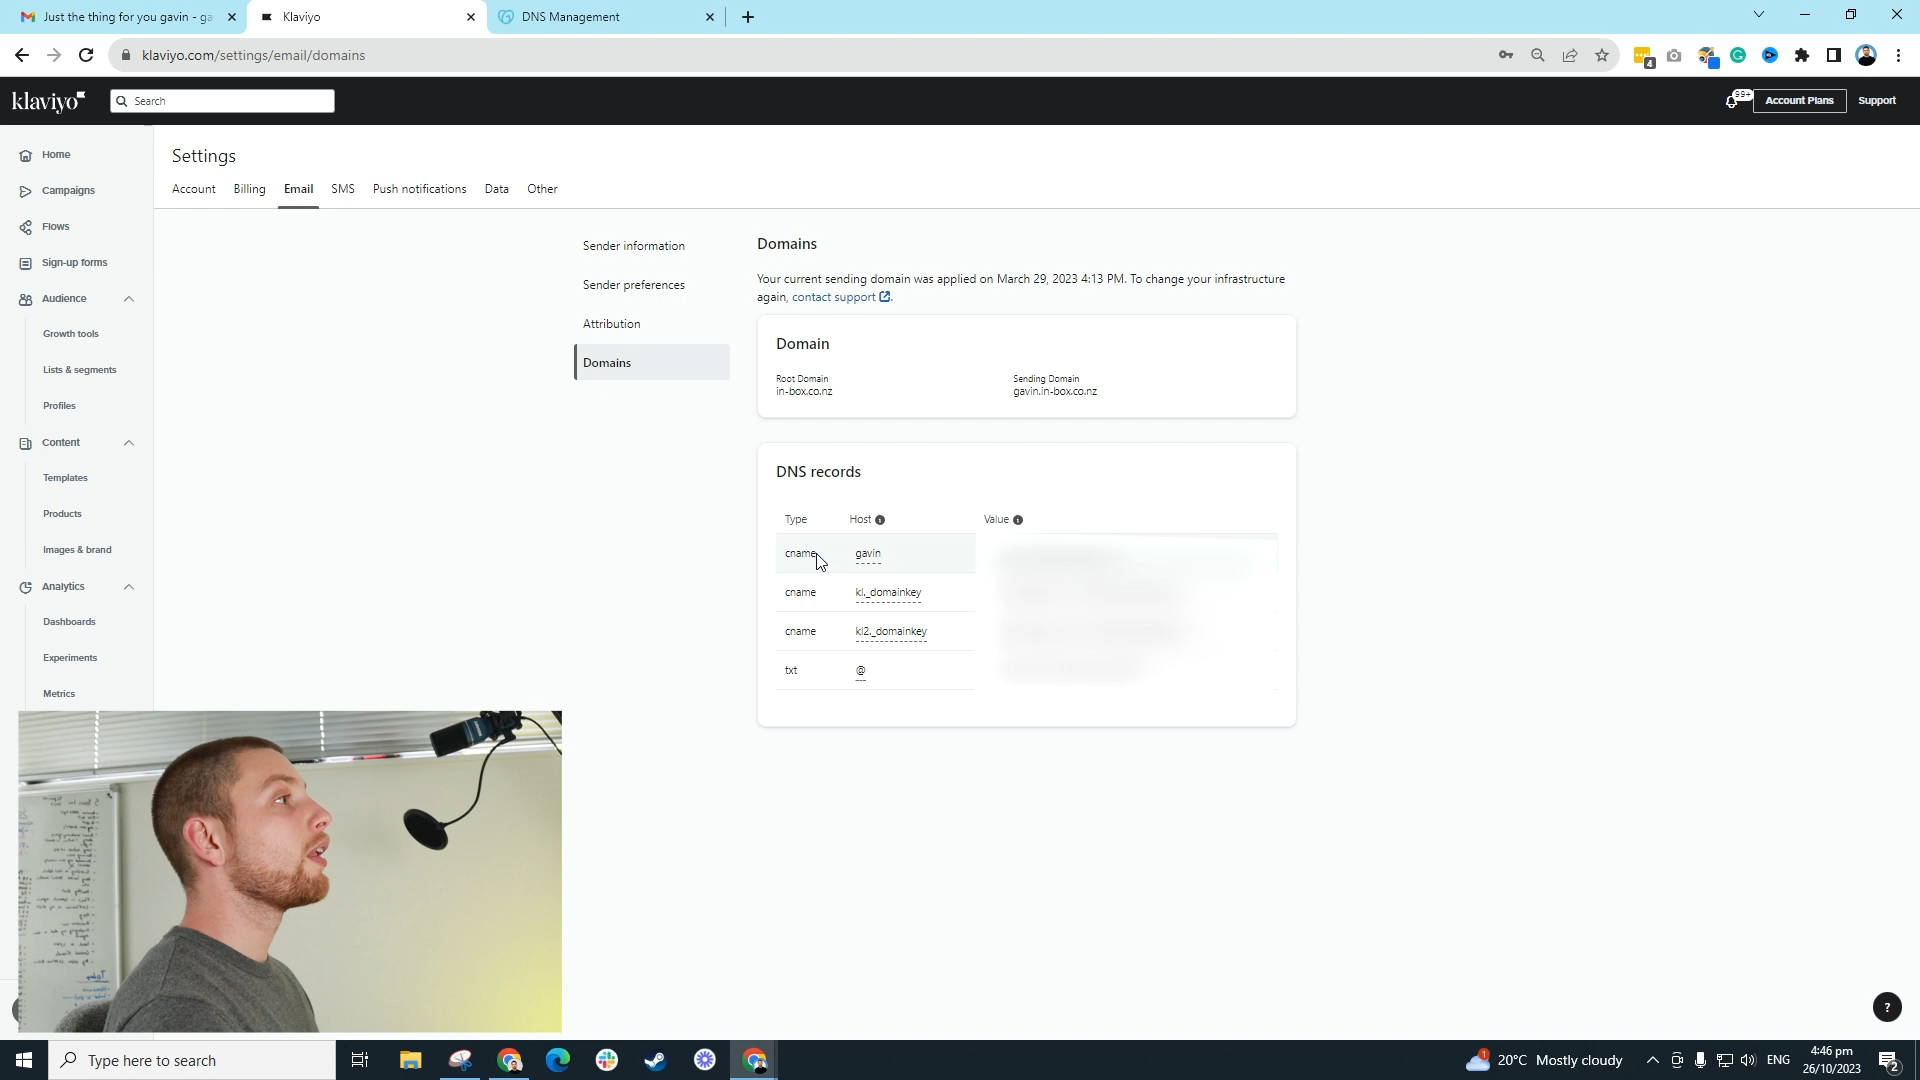 Just the thing for you gavin - ga
Klaviyo
DNS Management
klaviyo.com/settings/email/domains
4
klaviyo
Search
99+
Account Plans
Support
Home
Campaigns
Flows
Sign-up forms
Audience
Growth tools
Lists & segments
Profiles
Content
Templates
Products
Images & brand
Analytics
Dashboards
Experiments
Metrics
Settings
Account
Billing
Email
SMS
Push notifications
Data
Other
Sender information
Sender preferences
Attribution
Domains
Domains
Your current sending domain was applied on March 29, 2023 4:13 PM. To change your infrastructure
again, contact support.
Domain
Root Domain
in-box.co.nz
Sending Domain
gavin.in-box.co.nz
DNS records
Type Host Value
cname gavin
cname kl._domainkey
cname kl2._domainkey
txt @
?
Type here to search
1
20°C Mostly cloudy
ENG
4:46 pm
26/10/2023
2